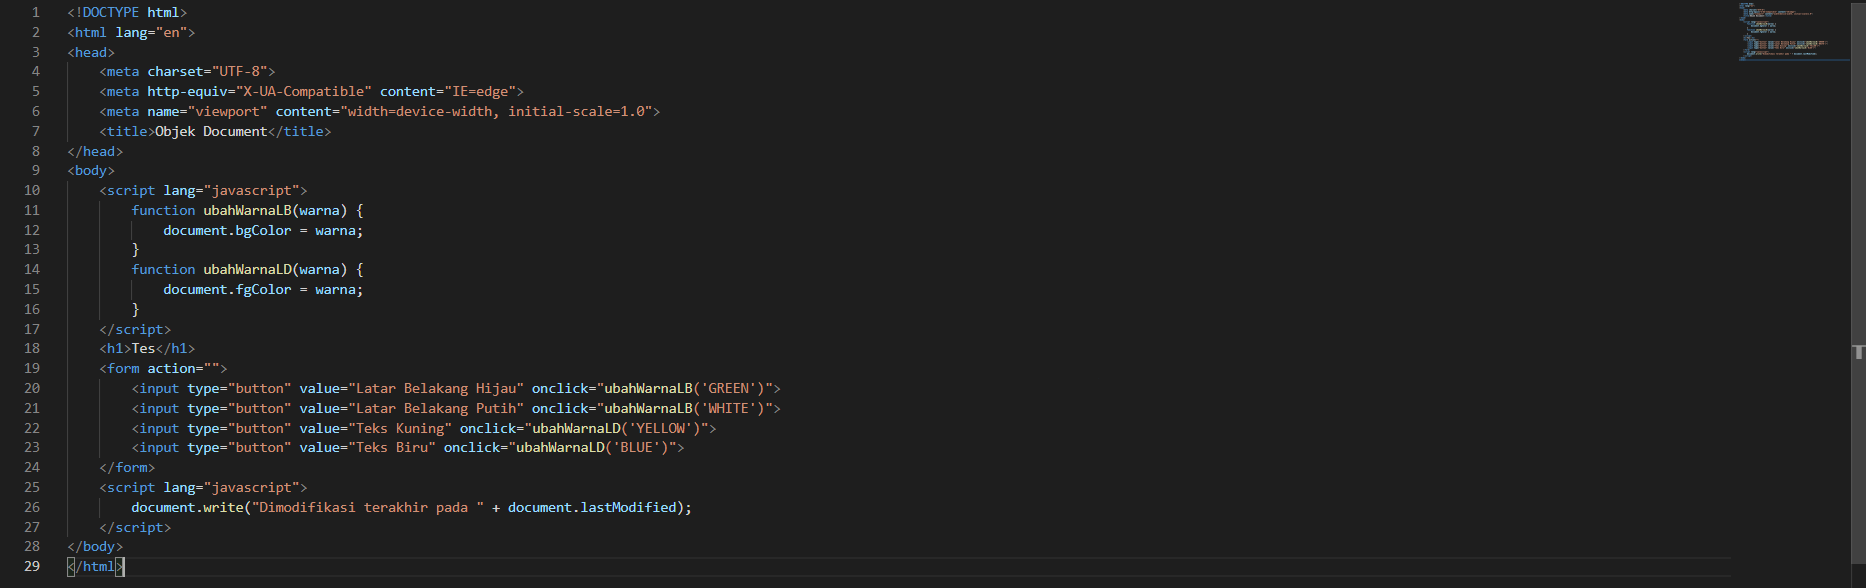 1 <!DOCTYPE html>
2 <html lang="en">
3 <head>
4     <meta charset="UTF-8">
5     <meta http-equiv="X-UA-Compatible" content="IE=edge">
6     <meta name="viewport" content="width=device-width, initial-scale=1.0">
7     <title>Objek Document</title>
8 </head>
9 <body>
10     <script lang="javascript">
11         function ubahWarnaLB(warna) {
12             document.bgColor = warna;
13         }
14         function ubahWarnaLD(warna) {
15             document.fgColor = warna;
16         }
17     </script>
18     <h1>Tes</h1>
19     <form action="">
20         <input type="button" value="Latar Belakang Hijau" onclick="ubahWarnaLB('GREEN')">
21         <input type="button" value="Latar Belakang Putih" onclick="ubahWarnaLB('WHITE')">
22         <input type="button" value="Teks Kuning" onclick="ubahWarnaLD('YELLOW')">
23         <input type="button" value="Teks Biru" onclick="ubahWarnaLD('BLUE')">
24     </form>
25     <script lang="javascript">
26         document.write("Dimodifikasi terakhir pada " + document.lastModified);
27     </script>
28 </body>
29 </html>